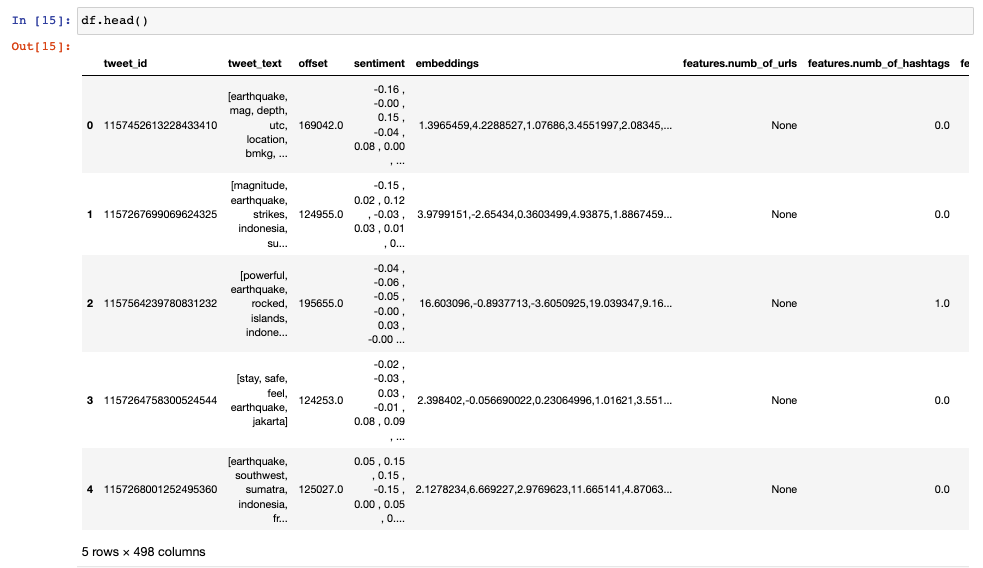 In [15]: df.head()
Out[15]:
tweet_id tweet_text offset sentiment embeddings features.numb_of_urls features.numb_of_hashtags fe
[earthquake, mag, depth, utc, location, bmkg, ...
0 1157452613228433410 169042.0 -0.16 , -0.00 , 0.15 , -0.04 , 0.08 , 0.00 , ... 1.3965459,4.2288527,1.07686,3.4551997,2.08345,... None 0.0
[magnitude, earthquake, strikes, indonesia, su...
1 1157267699069624325 124955.0 -0.15 , 0.02 , 0.12 , -0.03 , 0.03 , 0.01 , 0... 3.9799151,-2.65434,0.3603499,4.93875,1.8867459... None 0.0
[powerful, earthquake, rocked, islands, indone...
2 1157564239780831232 195655.0 -0.04 , -0.06 , -0.05 , -0.00 , 0.03 , -0.00 ... 16.603096,-0.8937713,-3.6050925,19.039347,9.16... None 1.0
[stay, safe, feel, earthquake, jakarta]
3 1157264758300524544 124253.0 -0.02 , -0.03 , 0.03 , -0.01 , 0.08 , 0.09 , ... 2.398402,-0.056690022,0.23064996,1.01621,3.551... None 0.0
[earthquake, southwest, sumatra, indonesia, fr...
4 1157268001252495360 125027.0 0.05 , 0.15 , 0.15 , -0.15 , 0.00 , 0.05 , 0.... 2.1278234,6.669227,2.9769623,11.665141,4.87063... None 0.0
5 rows × 498 columns